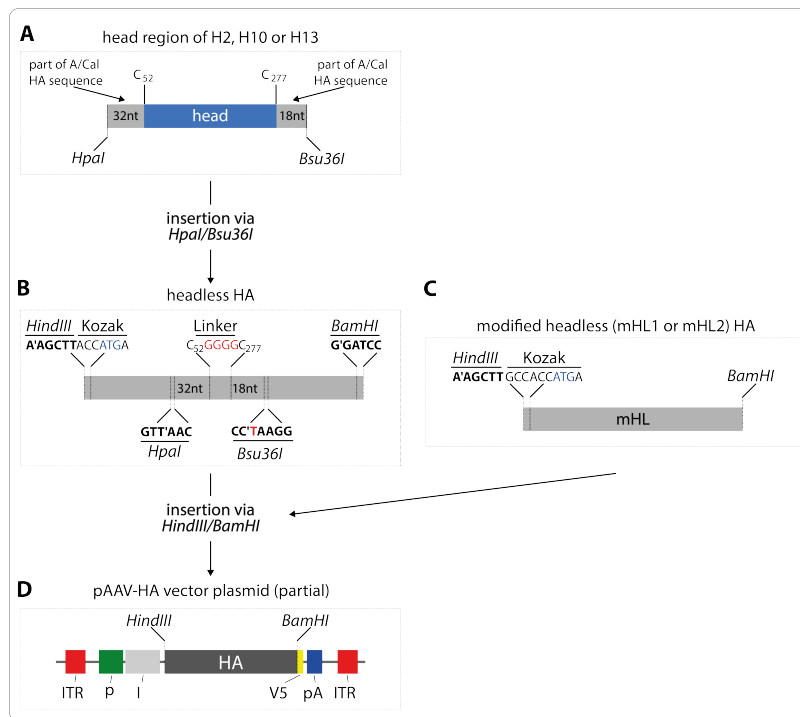 A
head region of H2, H10 or H13
part of A/Cal
HA sequence
C52
C277
part of A/Cal
HA sequence
32nt
head
18nt
HpaI
Bsu36I
insertion via
HpaI/Bsu36I
B
headless HA
HindIII
Kozak
Linker
BamHI
A'AGCTTACCATGA
C52GGGGC277
G'GATCC
32nt
18nt
GTT'AAC
CC'TAAGG
HpaI
Bsu36I
C
modified headless (mHL1 or mHL2) HA
HindIII
Kozak
A'AGCTTGCCACCATGA
BamHI
mHL
insertion via
HindIII/BamHI
D
pAAV-HA vector plasmid (partial)
HindIII
BamHI
HA
ITR
p
I
V5
pA
ITR